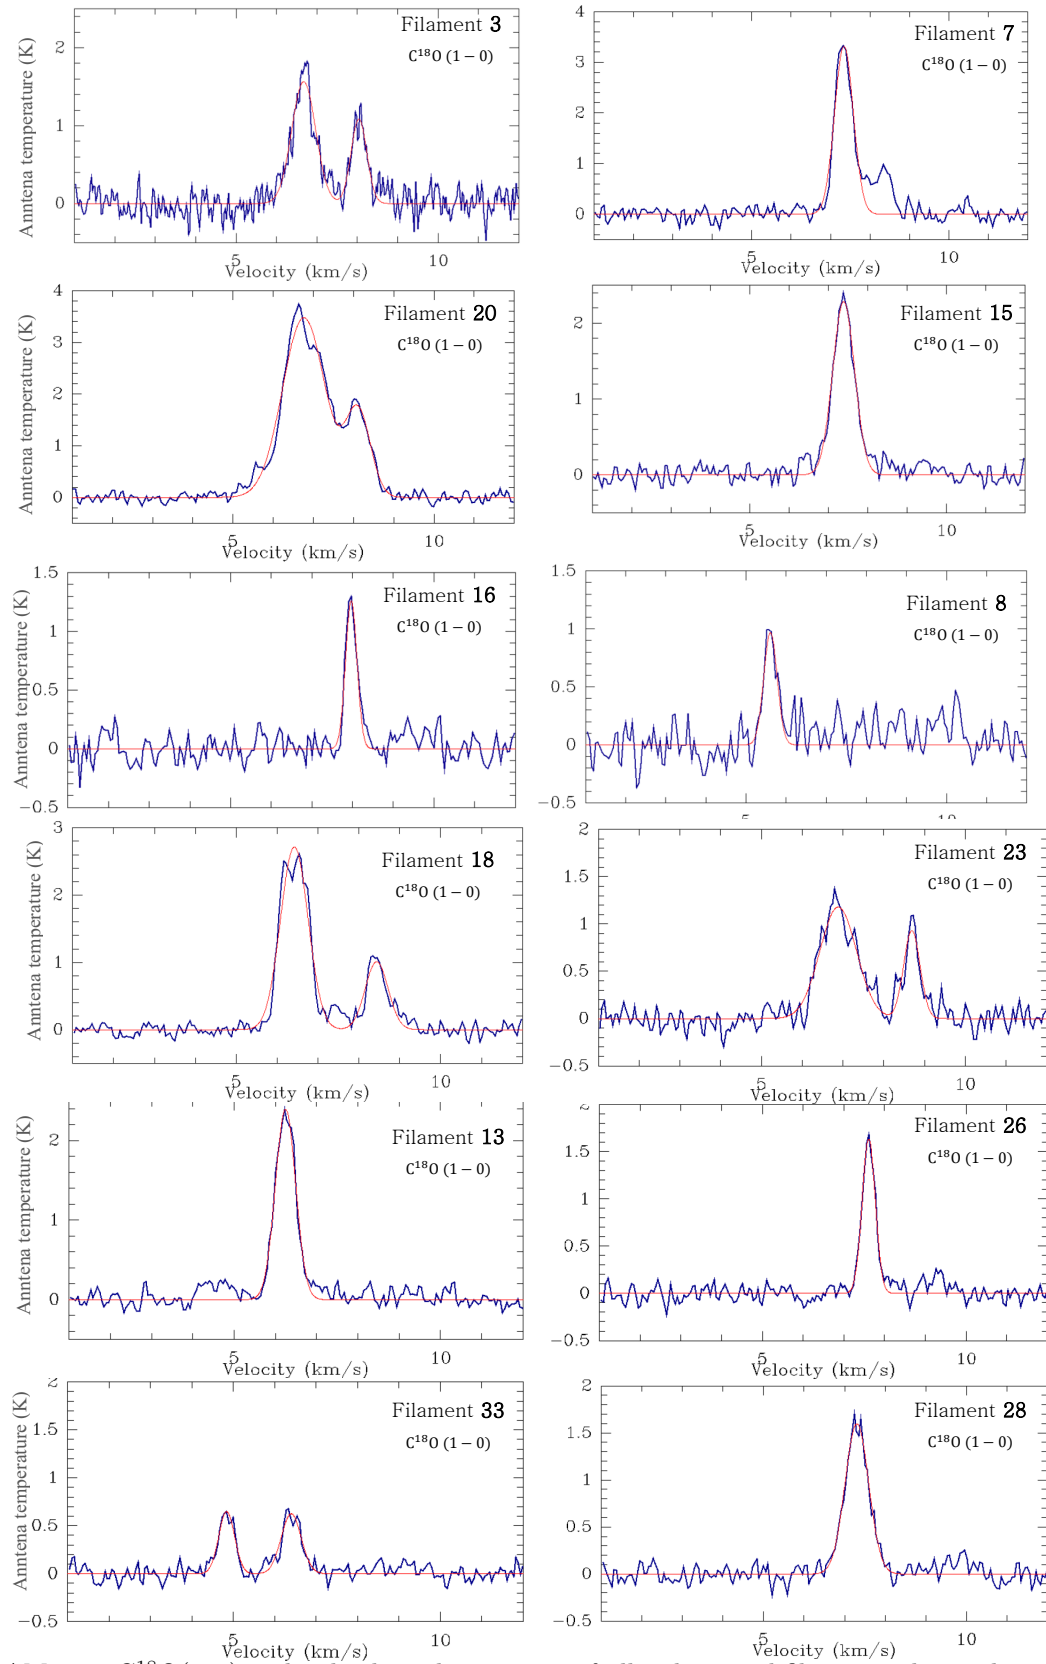 Filament 3
C¹⁸O (1 – 0)
Anntena temperature (K)
2
1
0
5
10
Velocity (km/s)
Filament 7
C¹⁸O (1 – 0)
4
3
2
1
0
5
10
Velocity (km/s)
Filament 20
C¹⁸O (1 – 0)
Anntena temperature (K)
4
3
2
1
0
5
10
Velocity (km/s)
Filament 15
C¹⁸O (1 – 0)
2
1
0
5
10
Velocity (km/s)
Filament 16
C¹⁸O (1 – 0)
Anntena temperature (K)
1.5
1
0.5
0
−0.5
Filament 8
C¹⁸O (1 – 0)
1.5
1
0.5
0
−0.5
Filament 18
C¹⁸O (1 – 0)
Anntena temperature (K)
3
2
1
0
5
10
Velocity (km/s)
Filament 23
C¹⁸O (1 – 0)
2
1.5
1
0.5
0
−0.5
5
10
Velocity (km/s)
Filament 13
C¹⁸O (1 – 0)
Anntena temperature (K)
2
1
0
5
10
Velocity (km/s)
Filament 26
C¹⁸O (1 – 0)
2
1.5
1
0.5
0
−0.5
5
10
Velocity (km/s)
Filament 33
C¹⁸O (1 – 0)
Anntena temperature (K)
2
1
0.5
0
−0.5
5
10
Velocity (km/s)
Filament 28
C¹⁸O (1 – 0)
2
1.5
1
0.5
0
−0.5
5
10
Velocity (km/s)